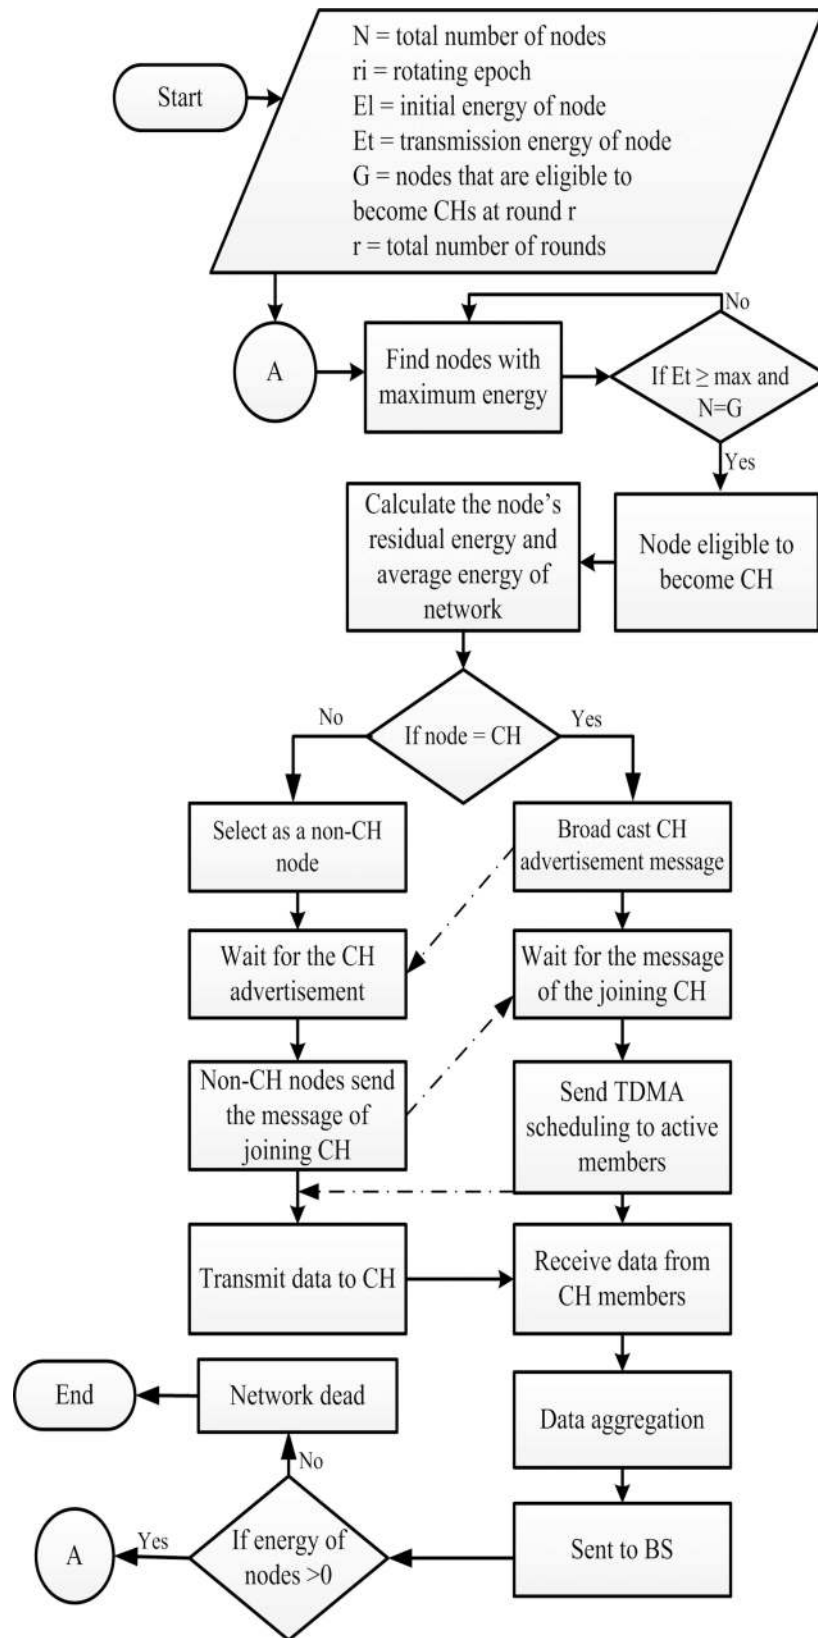 Start
N = total number of nodes
ri = rotating epoch
El = initial energy of node
Et = transmission energy of node
G = nodes that are eligible to
become CHs at round r
r = total number of rounds
A
Find nodes with
maximum energy
No
If Et ≥ max and
N=G
Yes
Calculate the node’s
residual energy and
average energy of
network
Node eligible to
become CH
No
If node = CH
Yes
Select as a non-CH
node
Broad cast CH
advertisement message
Wait for the CH
advertisement
Wait for the message
of the joining CH
Non-CH nodes send
the message of
joining CH
Send TDMA
scheduling to active
members
Transmit data to CH
Receive data from
CH members
End
Network dead
Data aggregation
No
A
Yes
If energy of
nodes >0
Sent to BS